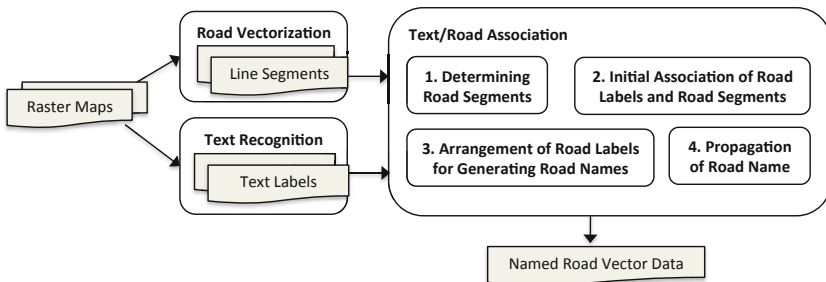 Raster Maps
Road Vectorization
Line Segments
Text Recognition
Text Labels
Text/Road Association
1. Determining
Road Segments
2. Initial Association of Road
Labels and Road Segments
3. Arrangement of Road Labels
for Generating Road Names
4. Propagation
of Road Name
Named Road Vector Data